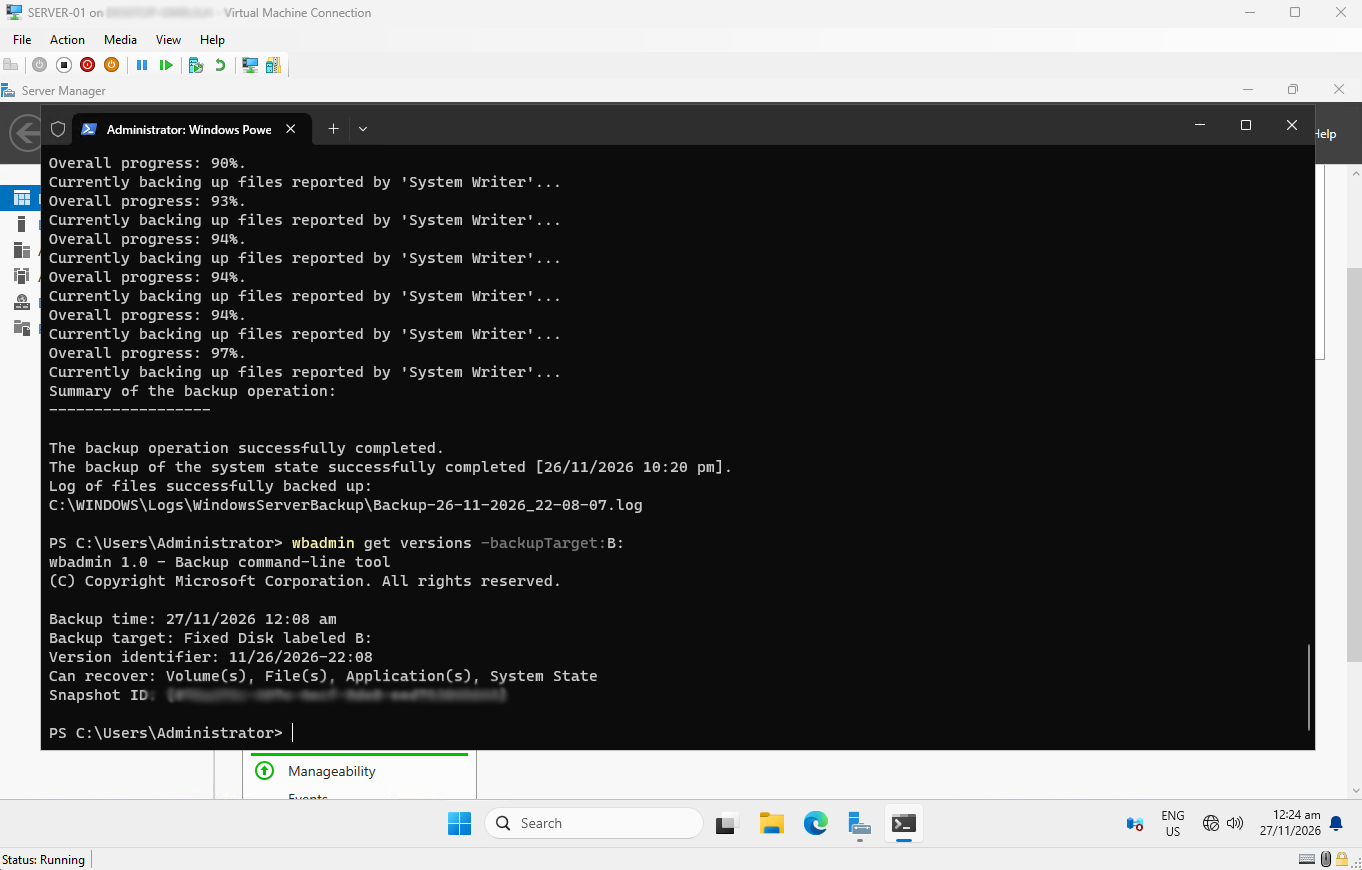 SERVER-01 on - Virtual Machine Connection
File Action Media View Help
Server Manager
Administrator: Windows Powe
Help
Overall progress: 90%.
Currently backing up files reported by 'System Writer'...
Overall progress: 93%.
Currently backing up files reported by 'System Writer'...
Overall progress: 94%.
Currently backing up files reported by 'System Writer'...
Overall progress: 94%.
Currently backing up files reported by 'System Writer'...
Overall progress: 94%.
Currently backing up files reported by 'System Writer'...
Overall progress: 97%.
Currently backing up files reported by 'System Writer'...
Summary of the backup operation:
------------------
The backup operation successfully completed.
The backup of the system state successfully completed [26/11/2026 10:20 pm].
Log of files successfully backed up:
C:\WINDOWS\Logs\WindowsServerBackup\Backup-26-11-2026_22-08-07.log
PS C:\Users\Administrator> wbadmin get versions -backupTarget:B:
wbadmin 1.0 - Backup command-line tool
(C) Copyright Microsoft Corporation. All rights reserved.
Backup time: 27/11/2026 12:08 am
Backup target: Fixed Disk labeled B:
Version identifier: 11/26/2026-22:08
Can recover: Volume(s), File(s), Application(s), System State
Snapshot ID:
PS C:\Users\Administrator>
Manageability
Events
Search
ENG
US
12:24 am
27/11/2026
Status: Running